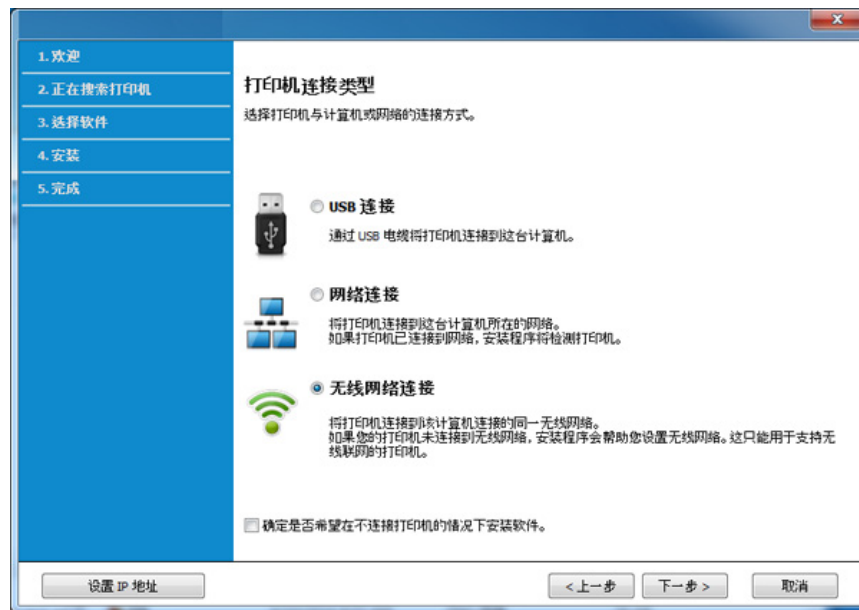 1. 欢迎
2. 正在搜索打印机
3. 选择软件
4. 安装
5. 完成
打印机连接类型
选择打印机与计算机或网络的连接方式。
USB 连接
通过 USB 电缆将打印机连接到这台计算机。
网络连接
将打印机连接到这台计算机所在的网络。
如果打印机已连接到网络，安装程序将检测打印机。
无线网络连接
将打印机连接到该计算机连接的同一无线网络。
如果您的打印机未连接到无线网络，安装程序会帮助您设置无线网络。这只能用于支持无
线联网的打印机。
确定是否希望在不连接打印机的情况下安装软件。
设置 IP 地址
<上一步
下一步>
取消